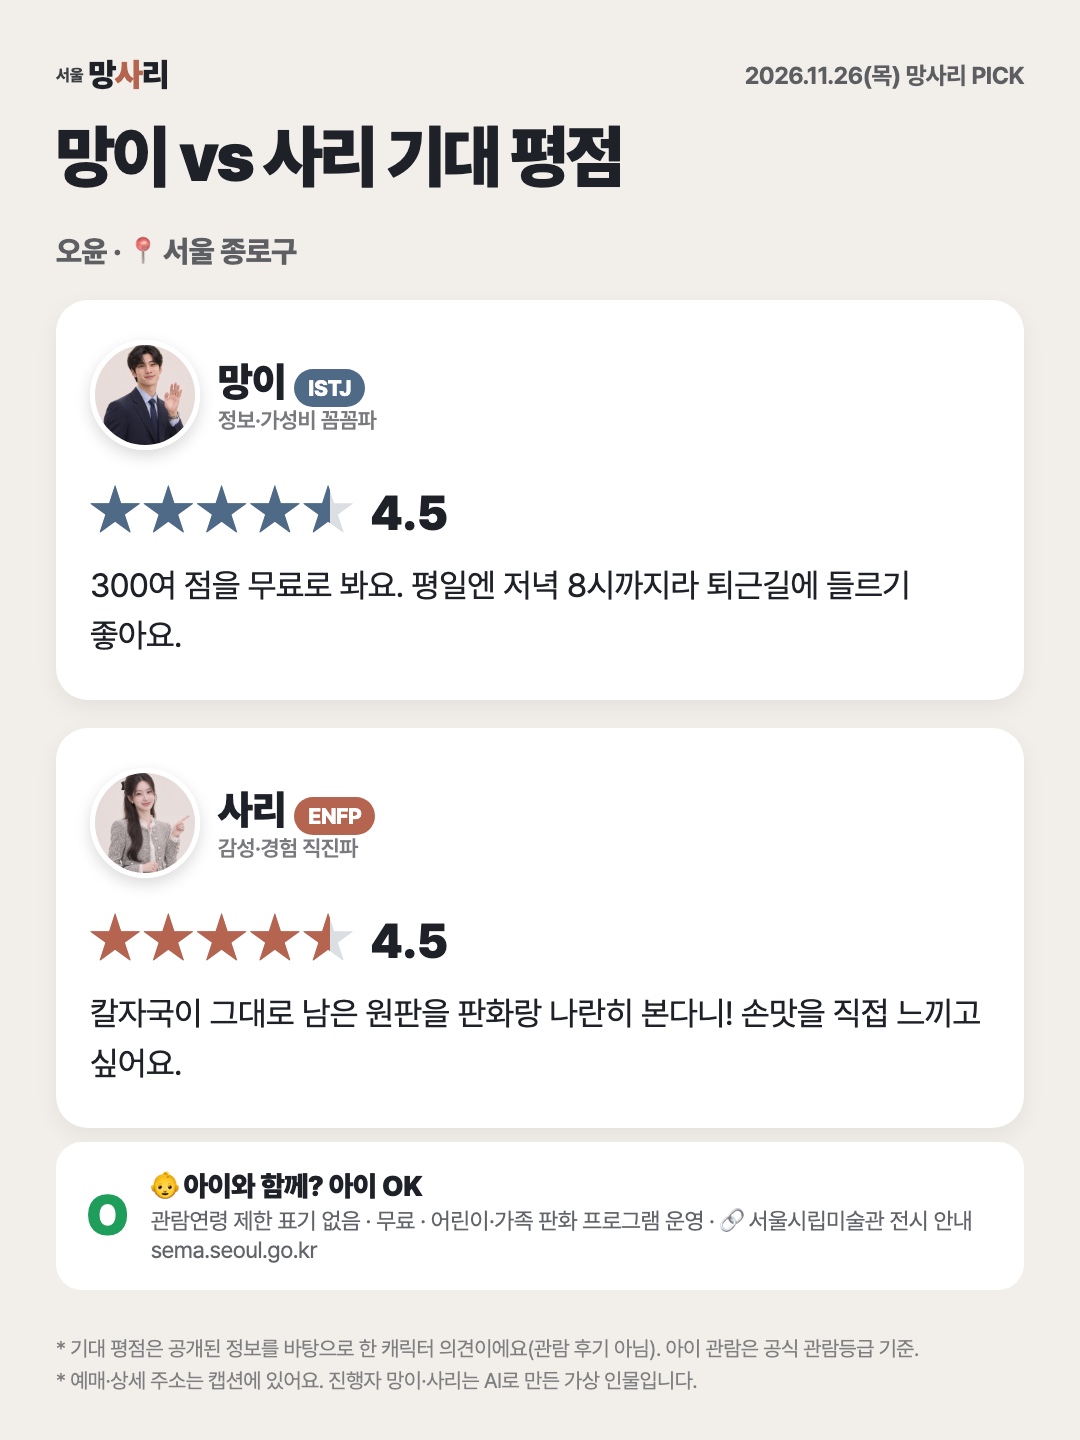 서울 망사리
2026.11.26(목) 망사리 PICK
망이 vs 사리 기대 평점
오윤 · 📍 서울 종로구
망이 ISTJ
정보·가성비 꼼꼼파
★★★★★ 4.5
300여 점을 무료로 봐요. 평일엔 저녁 8시까지라 퇴근길에 들르기
좋아요.
사리 ENFP
감성·경험 직진파
★★★★★ 4.5
칼자국이 그대로 남은 원판을 판화랑 나란히 본다니! 손맛을 직접 느끼고
싶어요.
O
👶 아이와 함께? 아이 OK
관람연령 제한 표기 없음 · 무료 · 어린이·가족 판화 프로그램 운영 · 🔗 서울시립미술관 전시 안내
sema.seoul.go.kr
* 기대 평점은 공개된 정보를 바탕으로 한 캐릭터 의견이에요(관람 후기 아님). 아이 관람은 공식 관람등급 기준.
* 예매·상세 주소는 캡션에 있어요. 진행자 망이·사리는 AI로 만든 가상 인물입니다.